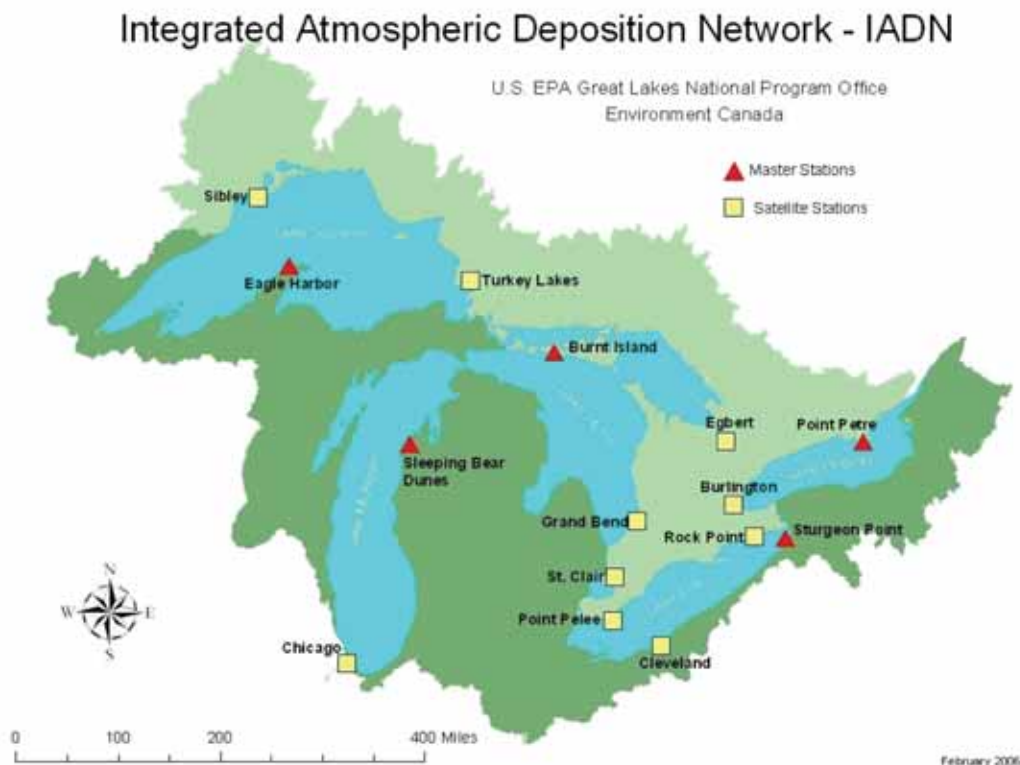 Integrated Atmospheric Deposition Network - IADN
U.S. EPA Great Lakes National Program Office
Environment Canada
Master Stations
Satellite Stations
Sibley
Eagle Harbor
Turkey Lakes
Burnt Island
Egbert
Point Petre
Sleeping Bear
Dunes
Burlington
Grand Bend
Rock Point
Sturgeon Point
St. Clair
Point Pelee
Chicago
Cleveland
N
W
E
S
0 100 200 400 Miles
February 2006